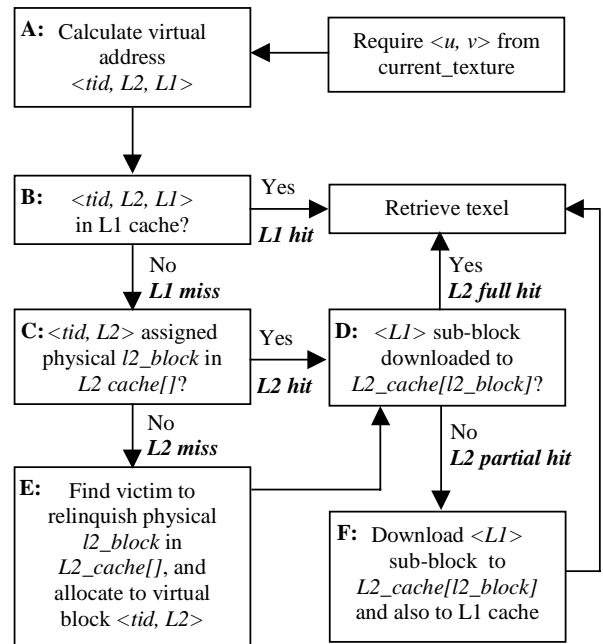 A: Calculate virtual
address
<tid, L2, L1>
Require <u, v> from
current_texture
B: <tid, L2, L1>
in L1 cache?
Yes
L1 hit
Retrieve texel
No
L1 miss
Yes
L2 full hit
C: <tid, L2> assigned
physical l2_block in
L2 cache[]?
Yes
L2 hit
D: <L1> sub-block
downloaded to
L2_cache[l2_block]?
No
L2 miss
No
L2 partial hit
E: Find victim to
relinquish physical
l2_block in
L2_cache[], and
allocate to virtual
block <tid, L2>
F: Download <L1>
sub-block to
L2_cache[l2_block]
and also to L1 cache